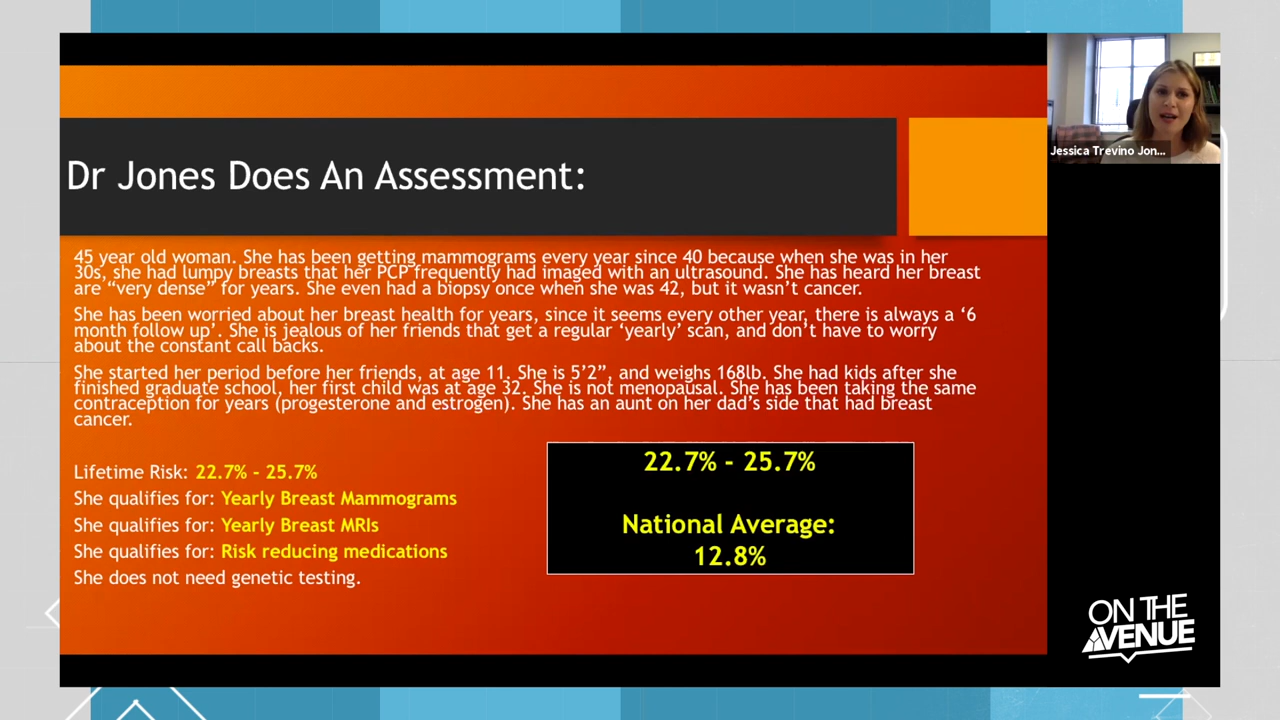 Dr Jones Does An Assessment:
45 year old woman. She has been getting mammograms every year since 40 because when she was in her
30s, she had lumpy breasts that her PCP frequently had imaged with an ultrasound. She has heard her breast
are “very dense” for years. She even had a biopsy once when she was 42, but it wasn’t cancer.
She has been worried about her breast health for years, since it seems every other year, there is always a ‘6
month follow up’. She is jealous of her friends that get a regular ‘yearly’ scan, and don’t have to worry
about the constant call backs.
She started her period before her friends, at age 11. She is 5’2”, and weighs 168lb. She had kids after she
finished graduate school, her first child was at age 32. She is not menopausal. She has been taking the same
contraception for years (progesterone and estrogen). She has an aunt on her dad’s side that had breast
cancer.
Lifetime Risk: 22.7% - 25.7%
She qualifies for: Yearly Breast Mammograms
She qualifies for: Yearly Breast MRIs
She qualifies for: Risk reducing medications
She does not need genetic testing.
22.7% - 25.7%
National Average:
12.8%
Jessica Trevino Jon...
ON THE
AVENUE